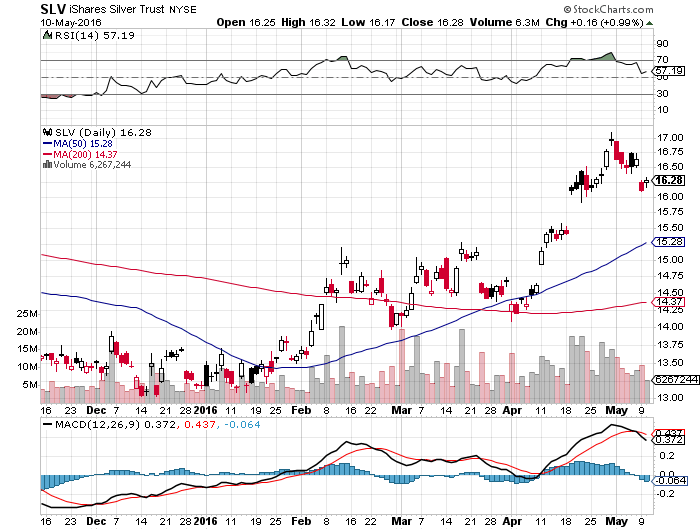 SLV iShares Silver Trust NYSE © StockCharts.com
10-May-2016 Open 16.25 High 16.32 Low 16.17 Close 16.28 Volume 6.3M Chg +0.16 (+0.99%)
RSI(14) 57.19
90
70
57.19
50
30
10
SLV (Daily) 16.28
MA(50) 15.28
MA(200) 14.37
Volume 6,267,244
17.00
16.75
16.50
16.28
16.00
15.75
15.50
15.28
15.00
14.75
14.50
14.37
14.25
14.00
13.75
13.50
13.25
13.00
25M
20M
15M
10M
5M
6267244
16 23 Dec 7 14 21 28 2016 11 19 25 Feb 8 16 22 Mar 7 14 21 28 Apr 11 18 25 May 9
MACD(12,26,9) 0.372, 0.437, -0.064
0.437
0.372
0.2
0.0
-0.064
-0.2
16 23 Dec 7 14 21 28 2016 11 19 25 Feb 8 16 22 Mar 7 14 21 28 Apr 11 18 25 May 9